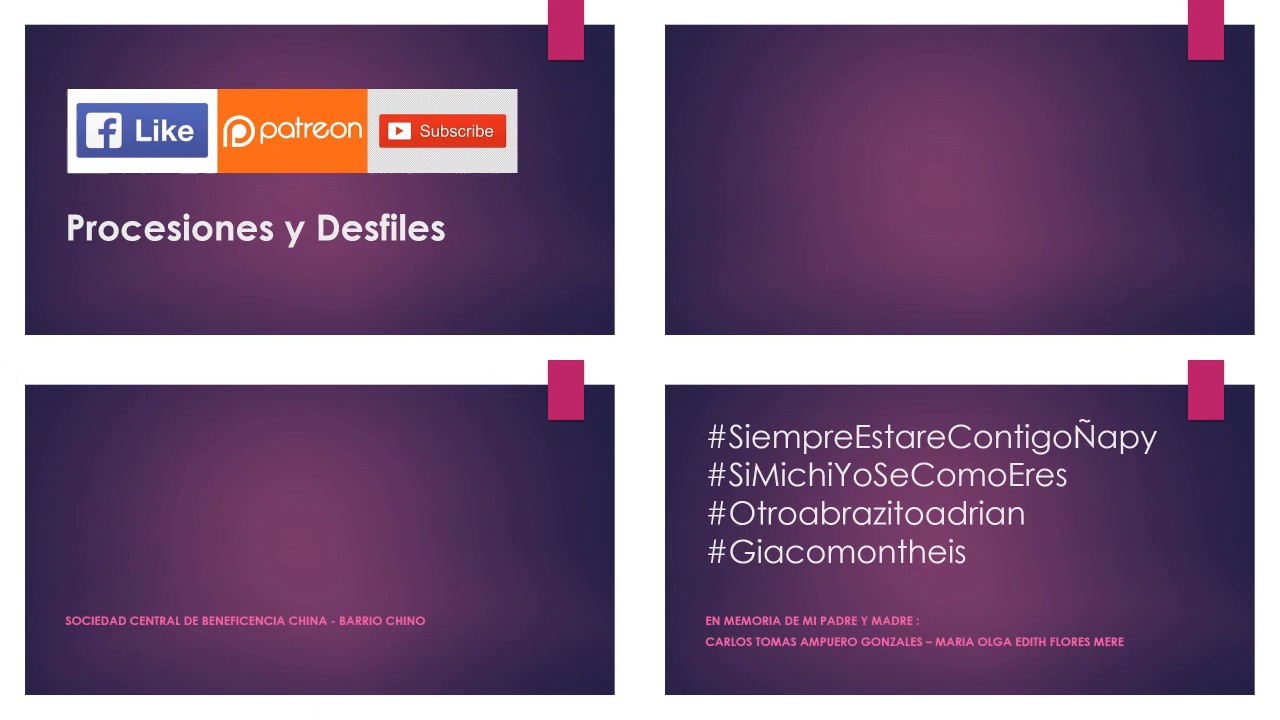 Like
patreon
Subscribe
Procesiones y Desfiles
SOCIEDAD CENTRAL DE BENEFICENCIA CHINA - BARRIO CHINO
#SiempreEstareContigoÑapy
#SiMichiYoSeComoEres
#Otroabrazitoadrian
#Giacomontheis
EN MEMORIA DE MI PADRE Y MADRE :
CARLOS TOMAS AMPUERO GONZALES – MARIA OLGA EDITH FLORES MERE